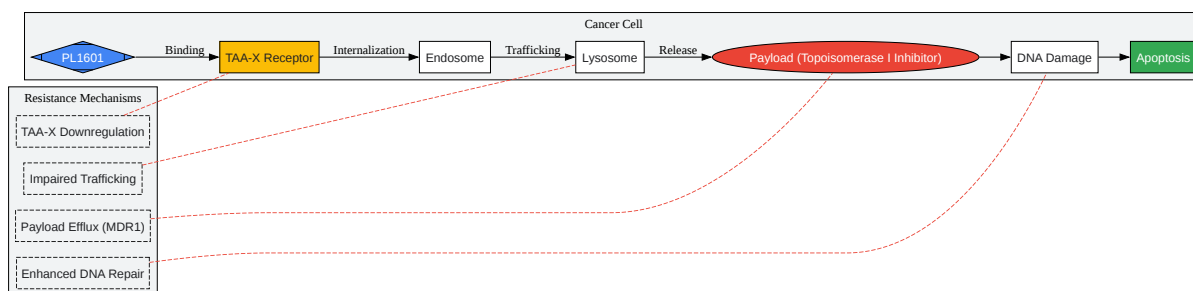 Cancer Cell
PL1601
Binding
TAA-X Receptor
Internalization
Endosome
Trafficking
Lysosome
Release
Payload (Topoisomerase I Inhibitor)
DNA Damage
Apoptosis
Resistance Mechanisms
TAA-X Downregulation
Impaired Trafficking
Payload Efflux (MDR1)
Enhanced DNA Repair